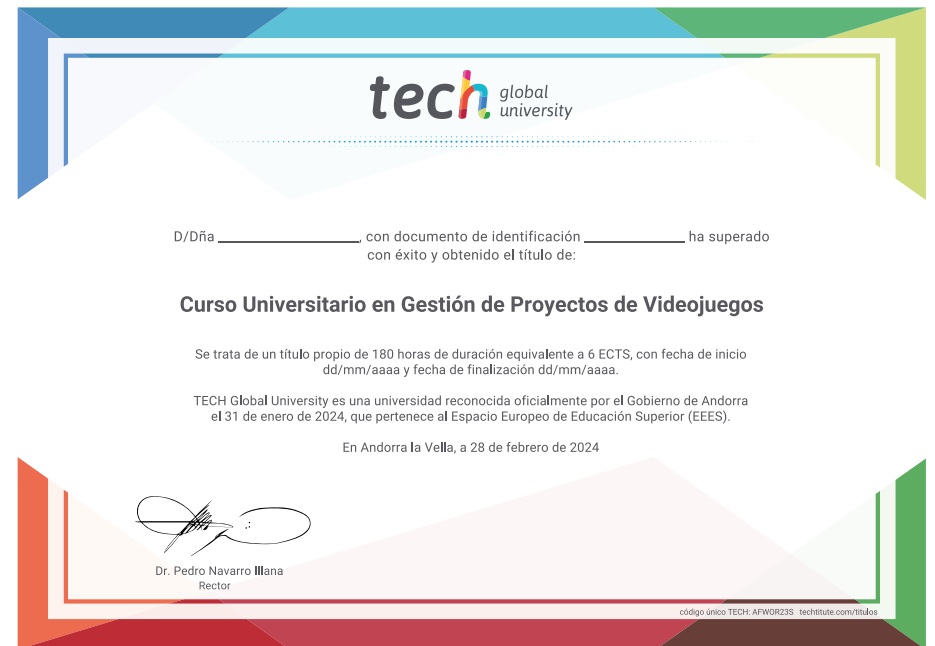 tech global
university
D/Dña ____________________, con documento de identificación ______________ ha superado
con éxito y obtenido el título de:
Curso Universitario en Gestión de Proyectos de Videojuegos
Se trata de un título propio de 180 horas de duración equivalente a 6 ECTS, con fecha de inicio
dd/mm/aaaa y fecha de finalización dd/mm/aaaa.
TECH Global University es una universidad reconocida oficialmente por el Gobierno de Andorra
el 31 de enero de 2024, que pertenece al Espacio Europeo de Educación Superior (EEES).
En Andorra la Vella, a 28 de febrero de 2024
Dr. Pedro Navarro Illana
Rector
código único TECH: AFWOR23S techtitute.com/titulos